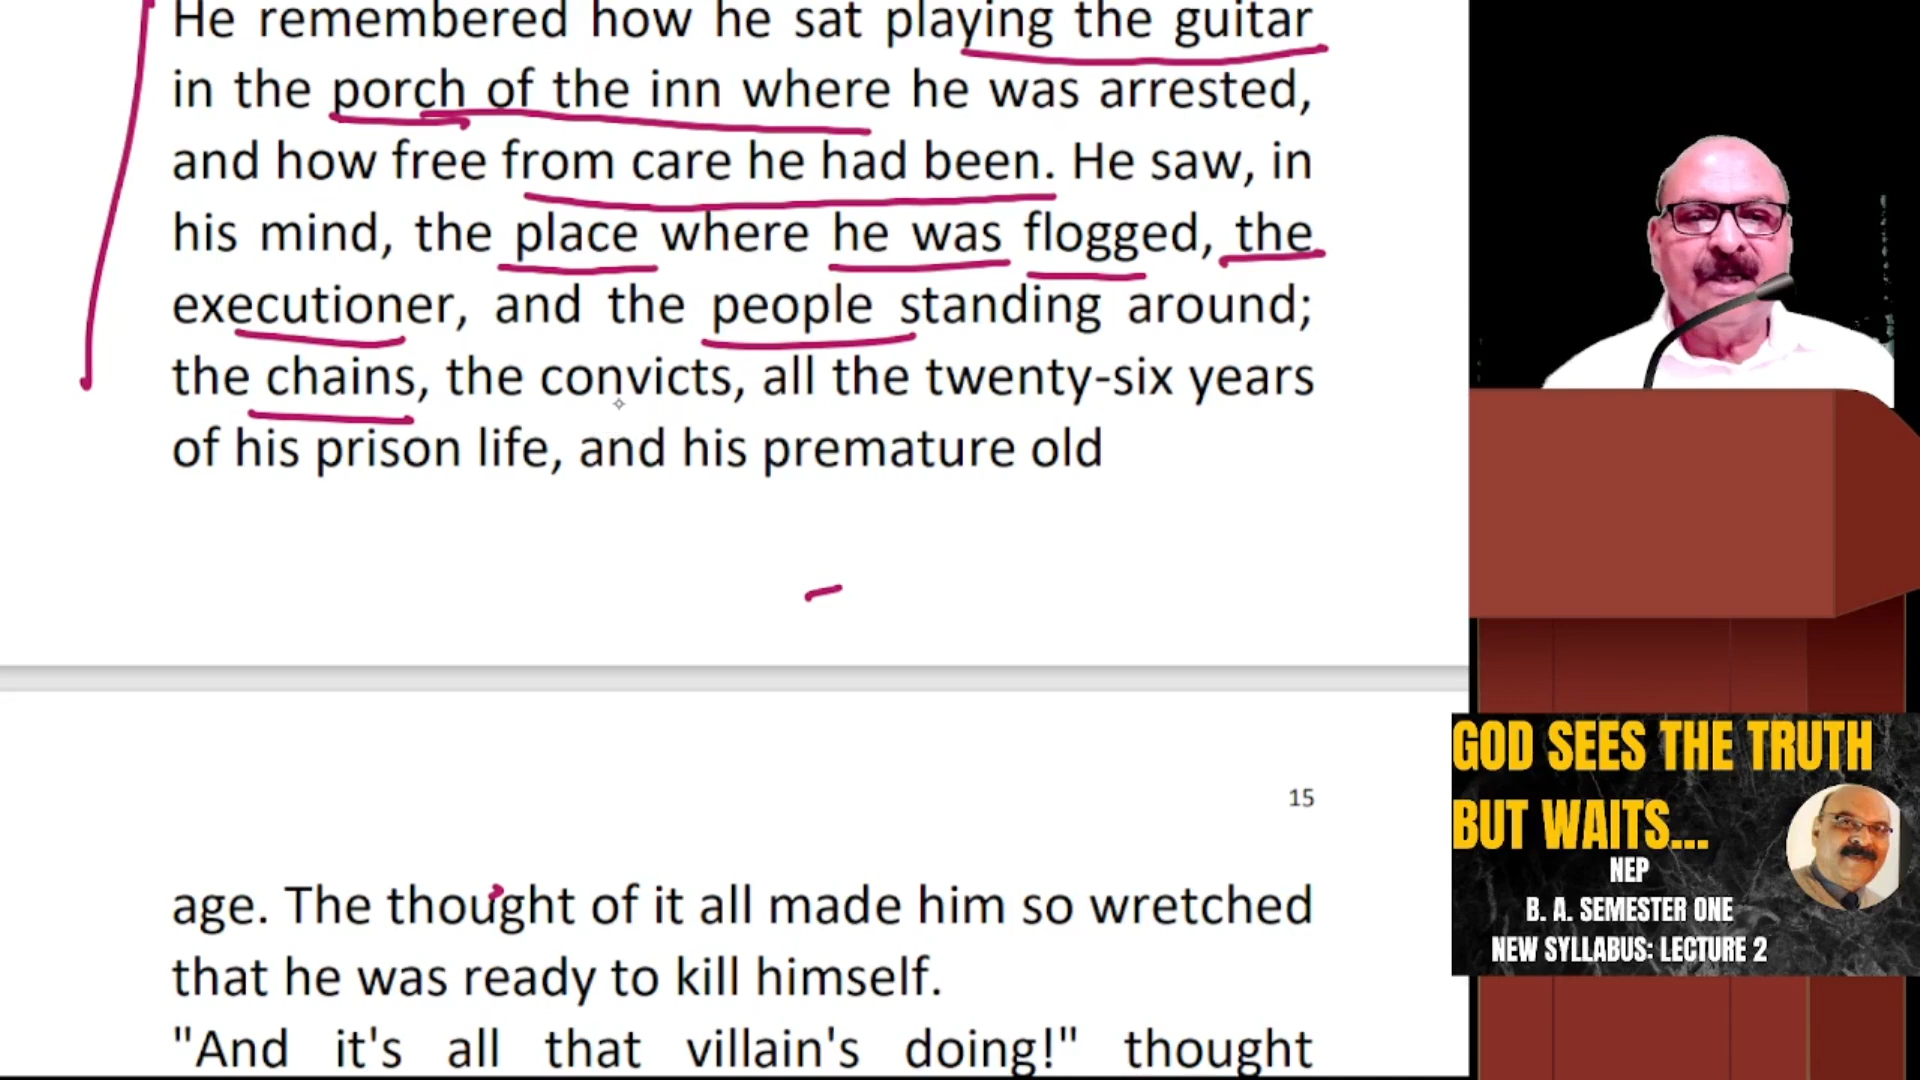 He remembered how he sat playing the guitar
in the porch of the inn where he was arrested,
and how free from care he had been. He saw, in
his mind, the place where he was flogged, the
executioner, and the people standing around;
the chains, the convicts, all the twenty-six years
of his prison life, and his premature old
15
age. The thought of it all made him so wretched
that he was ready to kill himself.
"And it's all that villain's doing!" thought
GOD SEES THE TRUTH
BUT WAITS...
NEP
B. A. SEMESTER ONE
NEW SYLLABUS: LECTURE 2